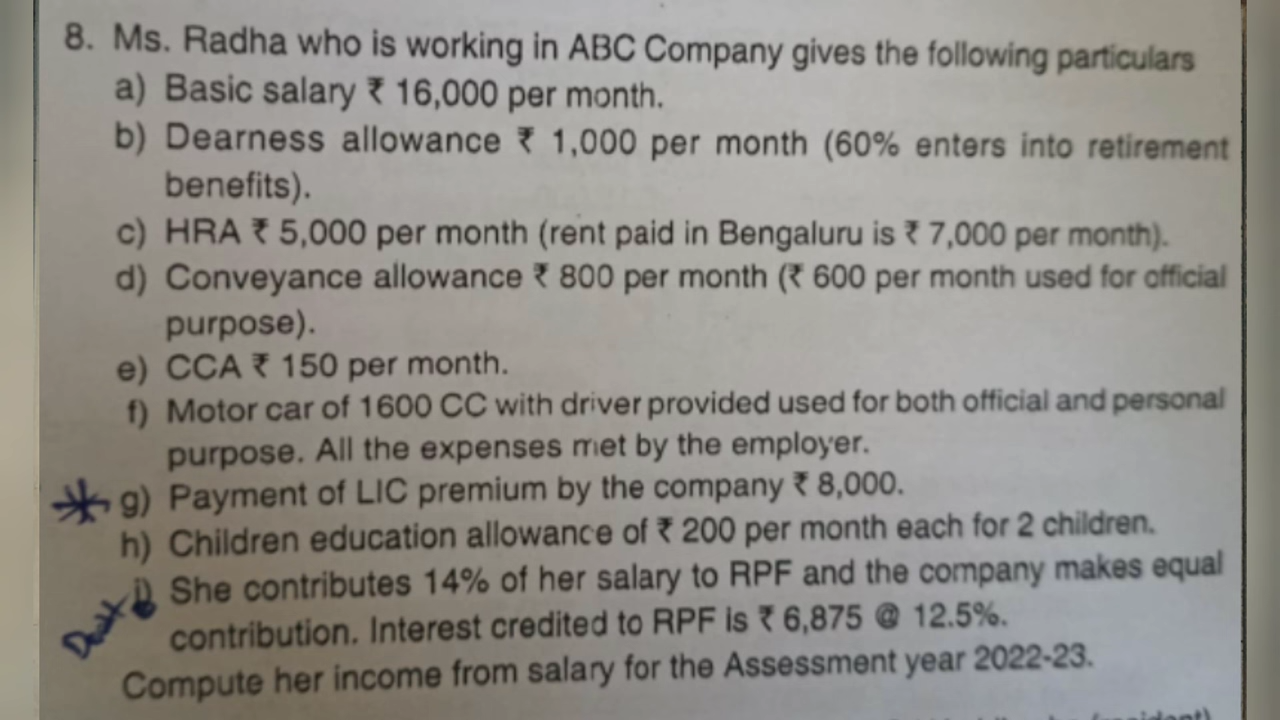 8. Ms. Radha who is working in ABC Company gives the following particulars
a) Basic salary ₹ 16,000 per month.
b) Dearness allowance ₹ 1,000 per month (60% enters into retirement
benefits).
c) HRA ₹ 5,000 per month (rent paid in Bengaluru is ₹ 7,000 per month).
d) Conveyance allowance ₹ 800 per month (₹ 600 per month used for official
purpose).
e) CCA ₹ 150 per month.
f) Motor car of 1600 CC with driver provided used for both official and personal
purpose. All the expenses met by the employer.
g) Payment of LIC premium by the company ₹ 8,000.
h) Children education allowance of ₹ 200 per month each for 2 children.
i) She contributes 14% of her salary to RPF and the company makes equal
contribution. Interest credited to RPF is ₹ 6,875 @ 12.5%.
Compute her income from salary for the Assessment year 2022-23.